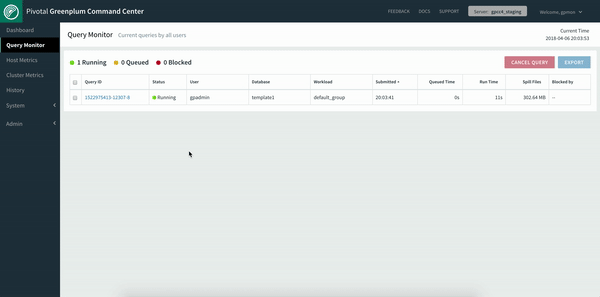 Pivotal Greenplum Command Center
FEEDBACK DOCS SUPPORT Server: gpcc4_staging Welcome, gpmon
Dashboard
Query Monitor
Host Metrics
Cluster Metrics
History
System
Admin
Query Monitor Current queries by all users
Current Time
2018-04-06 20:03:53
1 Running 0 Queued 0 Blocked
CANCEL QUERY EXPORT
Query ID Status User Database Workload Submitted Queued Time Run Time Spill Files Blocked by
1522975413-12307-8 Running gpadmin template1 default_group 20:03:41 0s 11s 302.64 MB --